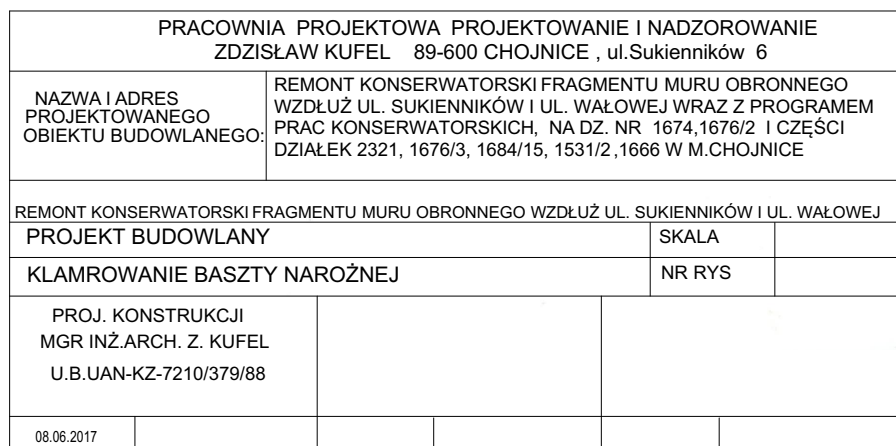 PRACOWNIA PROJEKTOWA PROJEKTOWANIE I NADZOROWANIE
ZDZISŁAW KUFEL 89-600 CHOJNICE , ul.Sukienników 6
NAZWA I ADRES
PROJEKTOWANEGO
OBIEKTU BUDOWLANEGO:
REMONT KONSERWATORSKI FRAGMENTU MURU OBRONNEGO
WZDŁUŻ UL. SUKIENNIKÓW I UL. WAŁOWEJ WRAZ Z PROGRAMEM
PRAC KONSERWATORSKICH, NA DZ. NR 1674,1676/2 I CZĘŚCI
DZIAŁEK 2321, 1676/3, 1684/15, 1531/2 ,1666 W M.CHOJNICE
REMONT KONSERWATORSKI FRAGMENTU MURU OBRONNEGO WZDŁUŻ UL. SUKIENNIKÓW I UL. WAŁOWEJ
PROJEKT BUDOWLANY SKALA
KLAMROWANIE BASZTY NAROŻNEJ NR RYS
PROJ. KONSTRUKCJI
MGR INŻ.ARCH. Z. KUFEL
U.B.UAN-KZ-7210/379/88
08.06.2017